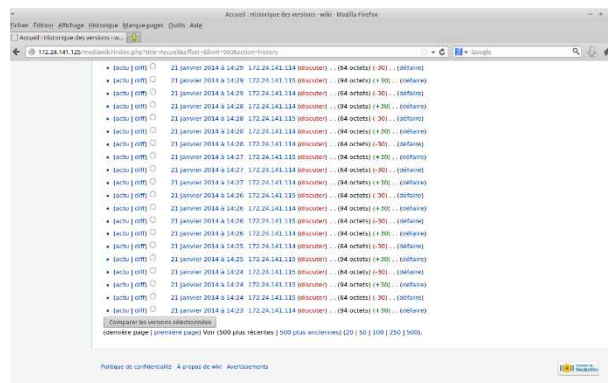 Accueil : Historique des versions - wiki - Mozilla Firefox
Fichier Édition Affichage Historique Marque-pages Outils Aide
Accueil : Historique des versions - w...
172.24.141.125/mediawiki/index.php?title=Accueil&offset=&limit=500&action=history
Google
(actu | diff) 21 janvier 2014 à 14:29 172.24.141.114 (discuter) . . (64 octets) (-30) . . (défaire)
(actu | diff) 21 janvier 2014 à 14:29 172.24.141.115 (discuter) . . (94 octets) (+30) . . (défaire)
(actu | diff) 21 janvier 2014 à 14:29 172.24.141.114 (discuter) . . (64 octets) (-30) . . (défaire)
(actu | diff) 21 janvier 2014 à 14:28 172.24.141.114 (discuter) . . (94 octets) (+30) . . (défaire)
(actu | diff) 21 janvier 2014 à 14:28 172.24.141.115 (discuter) . . (64 octets) (-30) . . (défaire)
(actu | diff) 21 janvier 2014 à 14:28 172.24.141.114 (discuter) . . (94 octets) (+30) . . (défaire)
(actu | diff) 21 janvier 2014 à 14:28 172.24.141.114 (discuter) . . (64 octets) (-30) . . (défaire)
(actu | diff) 21 janvier 2014 à 14:27 172.24.141.115 (discuter) . . (94 octets) (+30) . . (défaire)
(actu | diff) 21 janvier 2014 à 14:27 172.24.141.114 (discuter) . . (64 octets) (-30) . . (défaire)
(actu | diff) 21 janvier 2014 à 14:27 172.24.141.115 (discuter) . . (94 octets) (+30) . . (défaire)
(actu | diff) 21 janvier 2014 à 14:26 172.24.141.115 (discuter) . . (64 octets) (-30) . . (défaire)
(actu | diff) 21 janvier 2014 à 14:26 172.24.141.114 (discuter) . . (94 octets) (+30) . . (défaire)
(actu | diff) 21 janvier 2014 à 14:26 172.24.141.115 (discuter) . . (64 octets) (-30) . . (défaire)
(actu | diff) 21 janvier 2014 à 14:26 172.24.141.114 (discuter) . . (94 octets) (+30) . . (défaire)
(actu | diff) 21 janvier 2014 à 14:25 172.24.141.114 (discuter) . . (64 octets) (-30) . . (défaire)
(actu | diff) 21 janvier 2014 à 14:25 172.24.141.115 (discuter) . . (94 octets) (+30) . . (défaire)
(actu | diff) 21 janvier 2014 à 14:24 172.24.141.115 (discuter) . . (64 octets) (-30) . . (défaire)
(actu | diff) 21 janvier 2014 à 14:24 172.24.141.115 (discuter) . . (94 octets) (+30) . . (défaire)
(actu | diff) 21 janvier 2014 à 14:24 172.24.141.114 (discuter) . . (64 octets) (-30) . . (défaire)
(actu | diff) 21 janvier 2014 à 14:23 172.24.141.115 (discuter) . . (94 octets) (+30) . . (défaire)
Comparer les versions sélectionnées
(dernière page | première page) Voir (500 plus récentes | 500 plus anciennes) (20 | 50 | 100 | 250 | 500).
Politique de confidentialité À propos de wiki Avertissements
MediaWiki